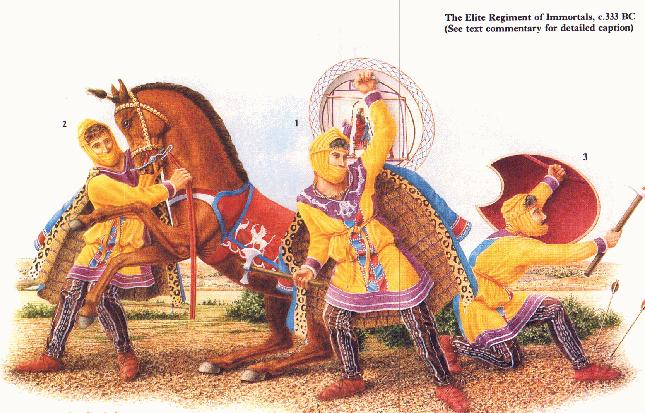 The Elite Regiment of Immortals, c.333 BC
(See text commentary for detailed caption)
2
1
3